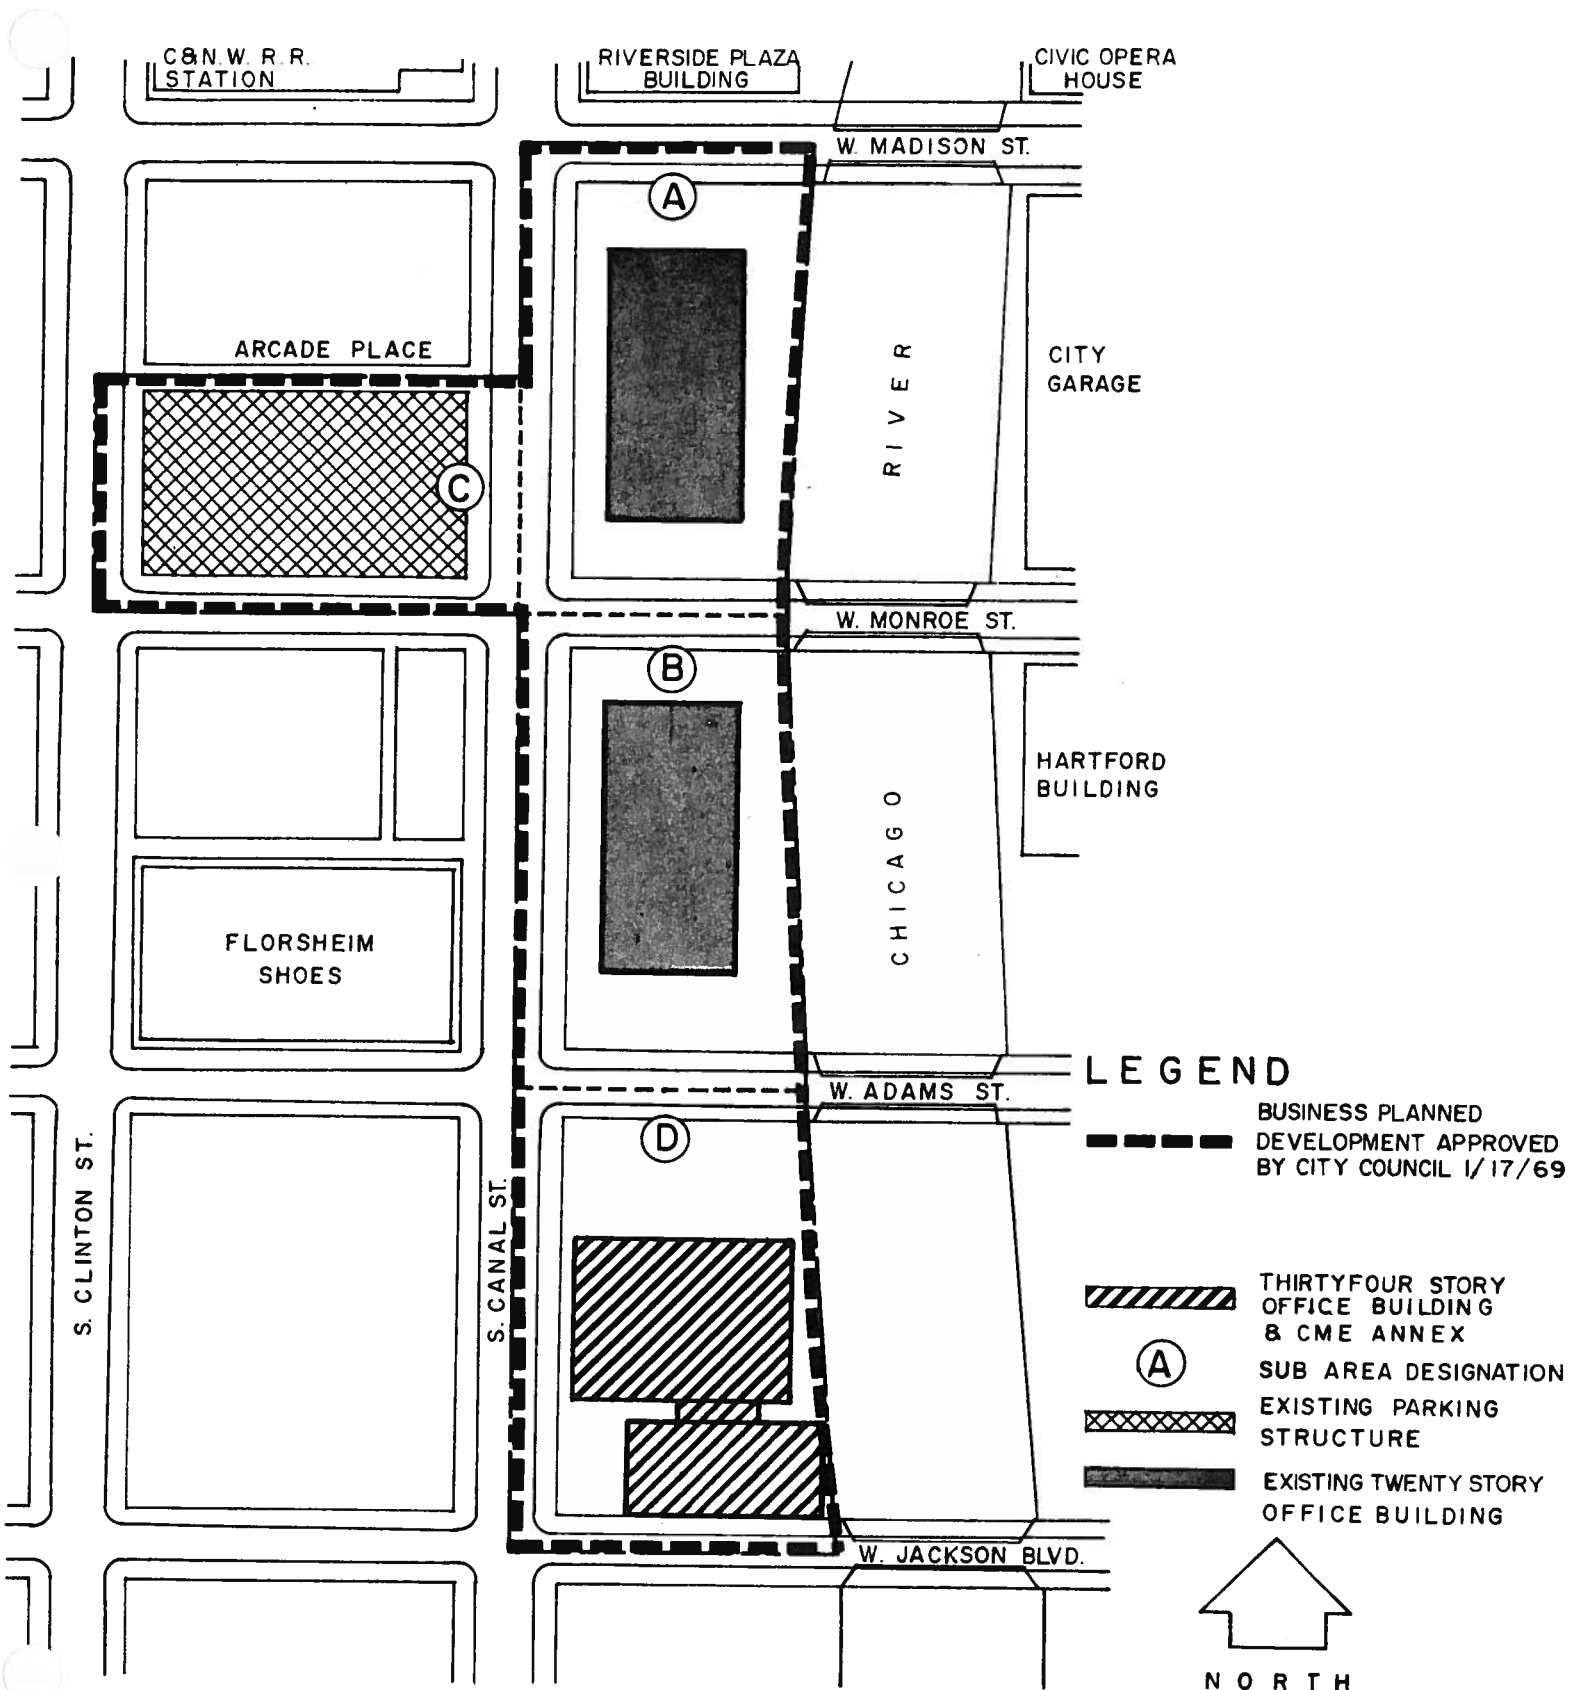 C&N.W. R.R.
STATION
RIVERSIDE PLAZA
BUILDING
CIVIC OPERA
HOUSE
W. MADISON ST.
A
ARCADE PLACE
RIVER
CITY
GARAGE
C
W. MONROE ST.
B
HARTFORD
BUILDING
CHICAGO
FLORSHEIM
SHOES
W. ADAMS ST.
D
S. CLINTON ST.
S. CANAL ST.
W. JACKSON BLVD.
LEGEND
BUSINESS PLANNED
DEVELOPMENT APPROVED
BY CITY COUNCIL 1/17/69
THIRTYFOUR STORY
OFFICE BUILDING
& CME ANNEX
A
SUB AREA DESIGNATION
EXISTING PARKING
STRUCTURE
EXISTING TWENTY STORY
OFFICE BUILDING
NORTH